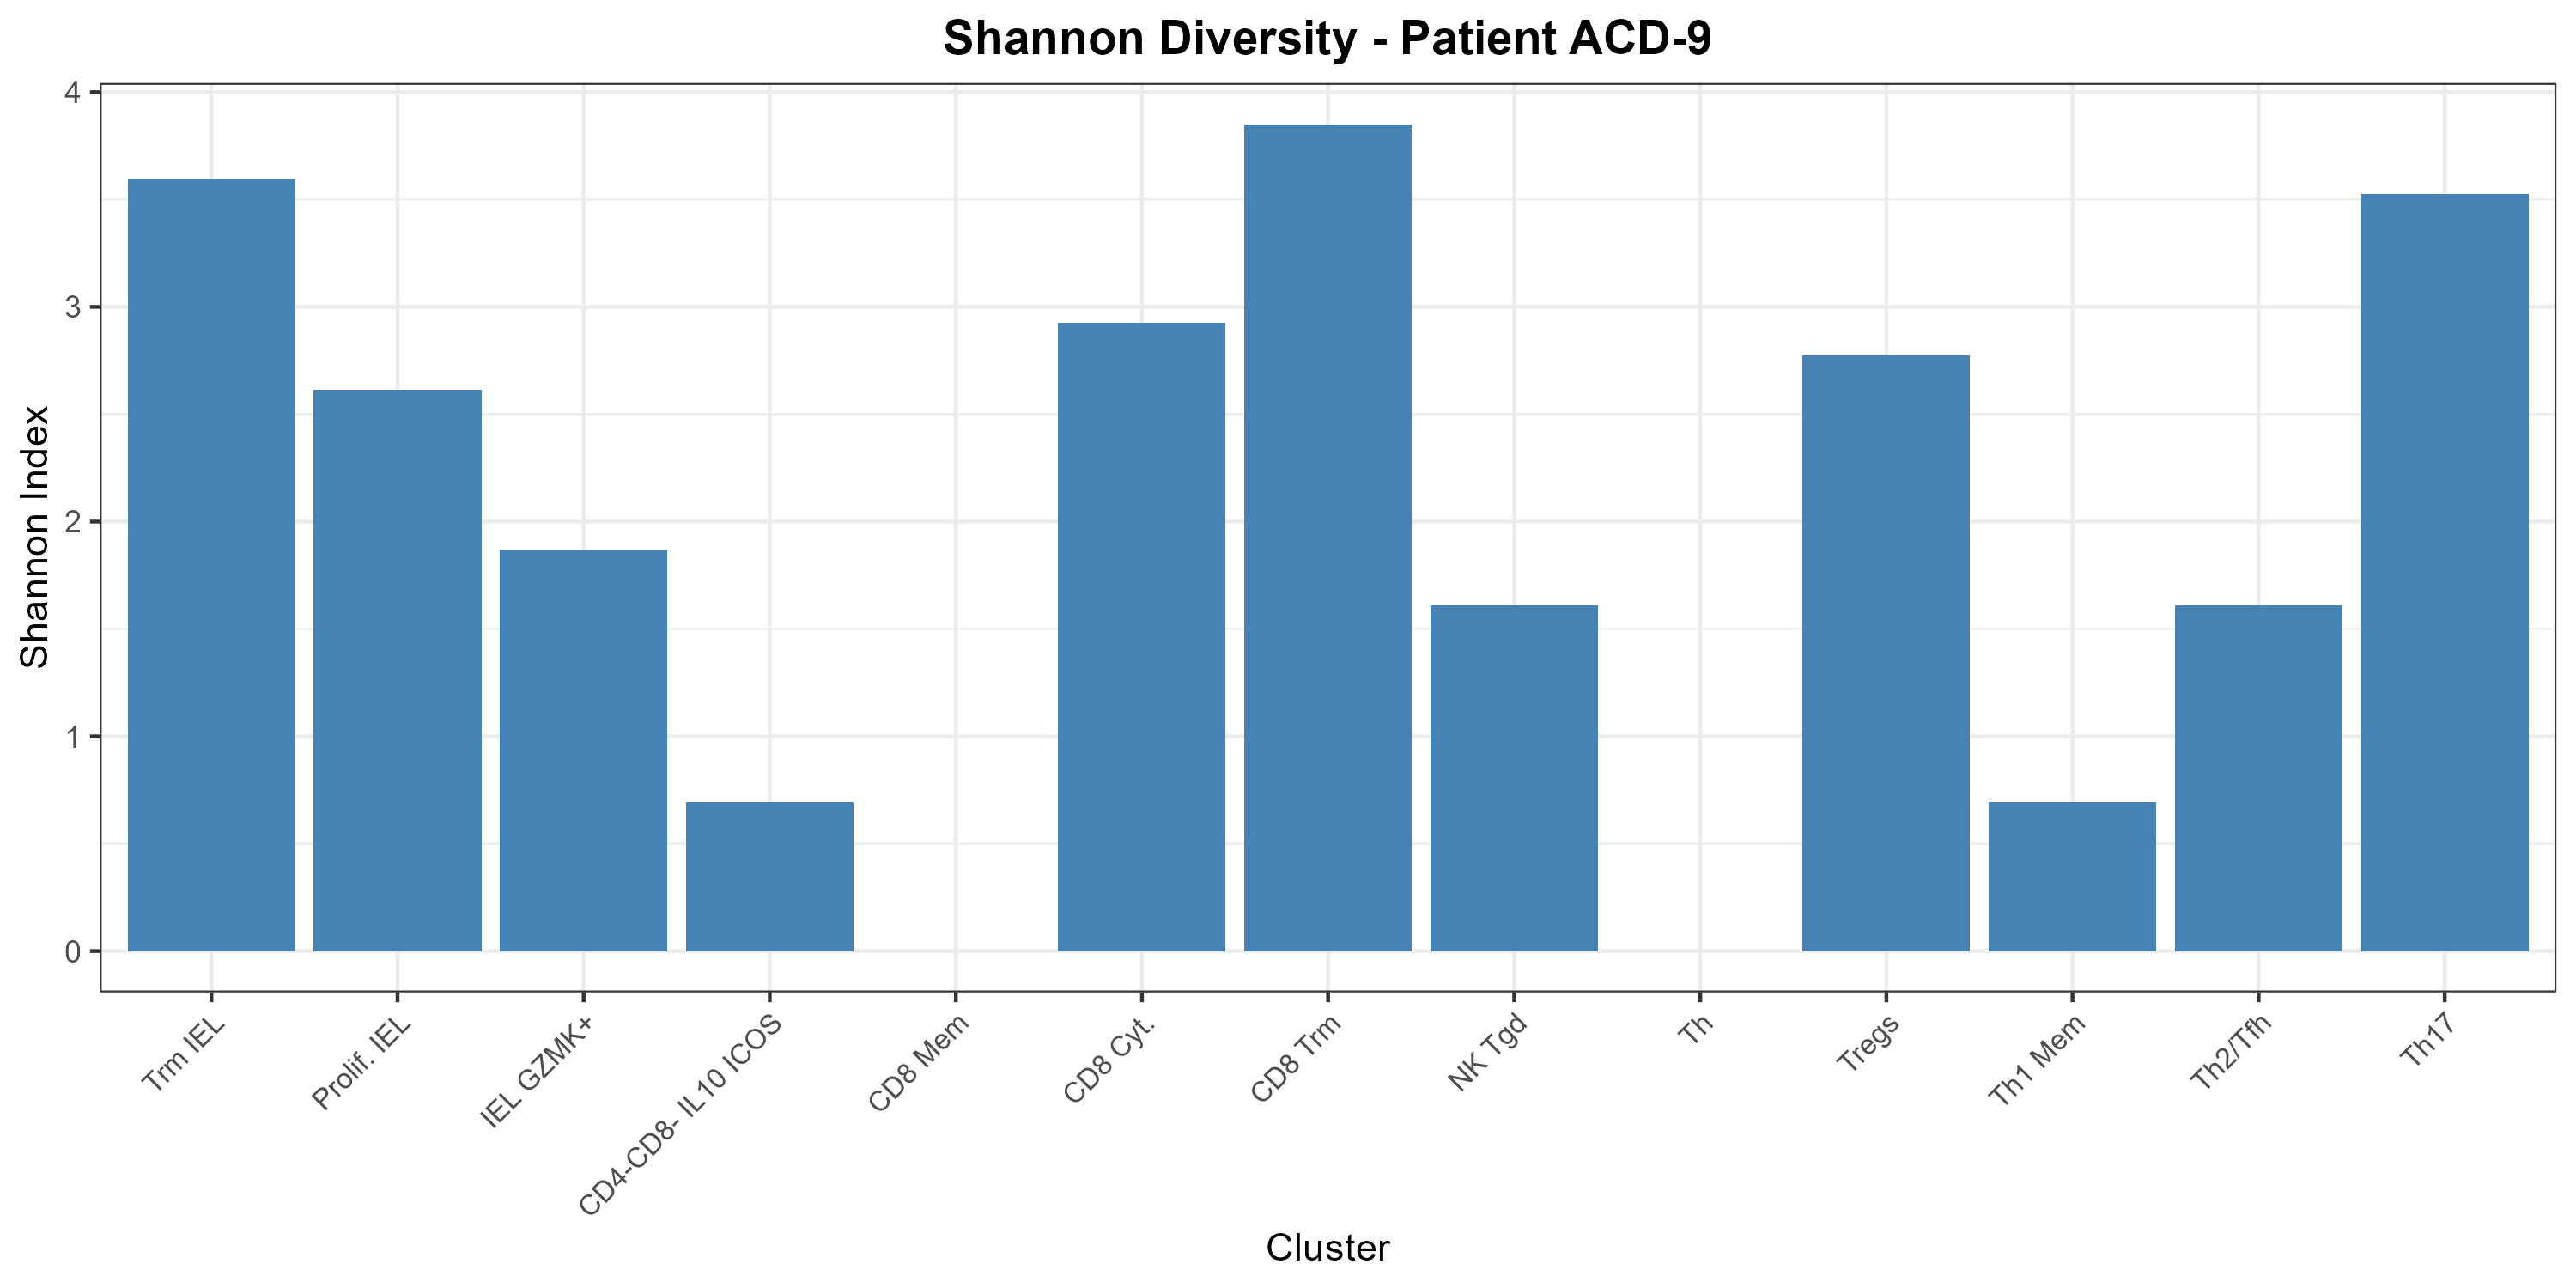 Shannon Diversity - Patient ACD-9
Shannon Index
4
3
2
1
0
Trm IEL
Prolif. IEL
IEL GZMK+
CD4-CD8- IL10 ICOS
CD8 Mem
CD8 Cyt.
CD8 Trm
NK Tgd
Th
Tregs
Th1 Mem
Th2/Tfh
Th17
Cluster